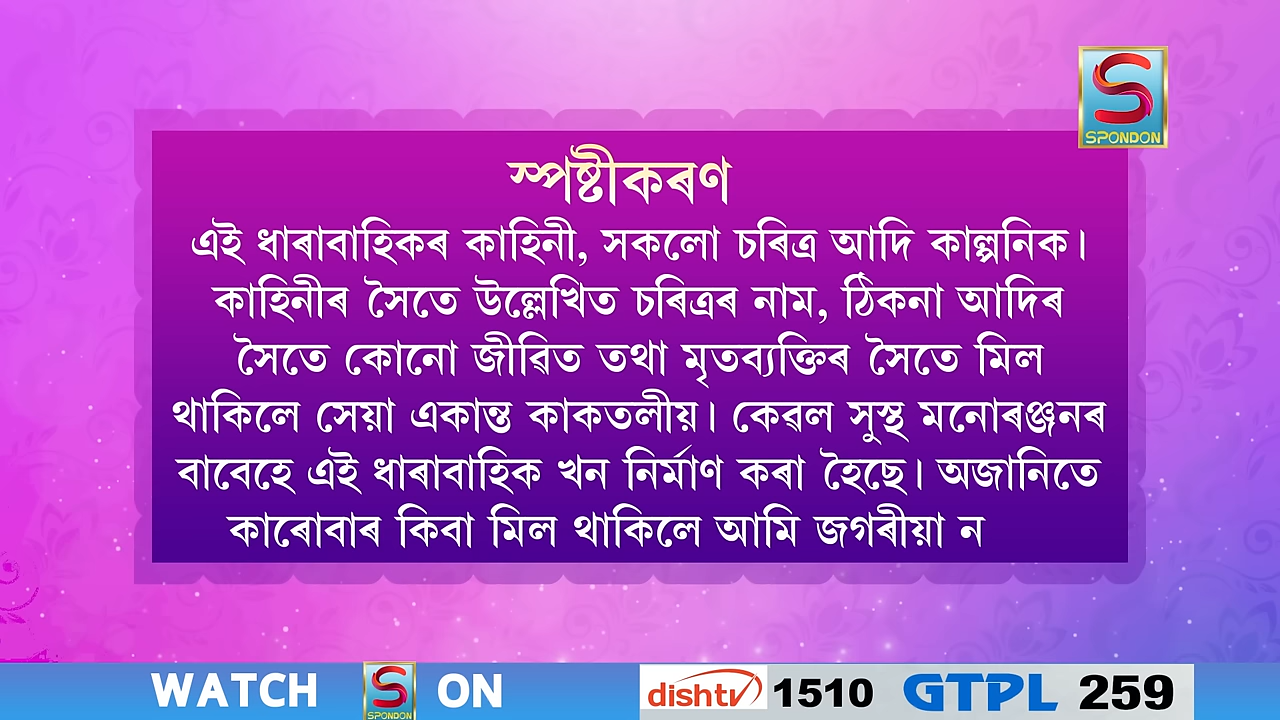 SPONDON
স্পষ্টীকৰণ
এই ধাৰাবাহিকৰ কাহিনী, সকলো চৰিত্ৰ আদি কাল্পনিক।
কাহিনীৰ সৈতে উল্লেখিত চৰিত্ৰৰ নাম, ঠিকনা আদিৰ
সৈতে কোনো জীৱিত তথা মৃতব্যক্তিৰ সৈতে মিল
থাকিলে সেয়া একান্ত কাকতলীয়। কেৱল সুস্থ মনোৰঞ্জনৰ
বাবেহে এই ধাৰাবাহিক খন নিৰ্মাণ কৰা হৈছে। অজানিতে
কাৰোবাৰ কিবা মিল থাকিলে আমি জগৰীয়া ন
WATCH SPONDON ON dishtv 1510 GTPL 259